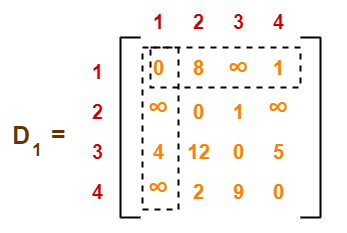 1 2 3 4
1 0 8 ∞ 1
2 ∞ 0 1 ∞
D1 =
3 4 12 0 5
4 ∞ 2 9 0